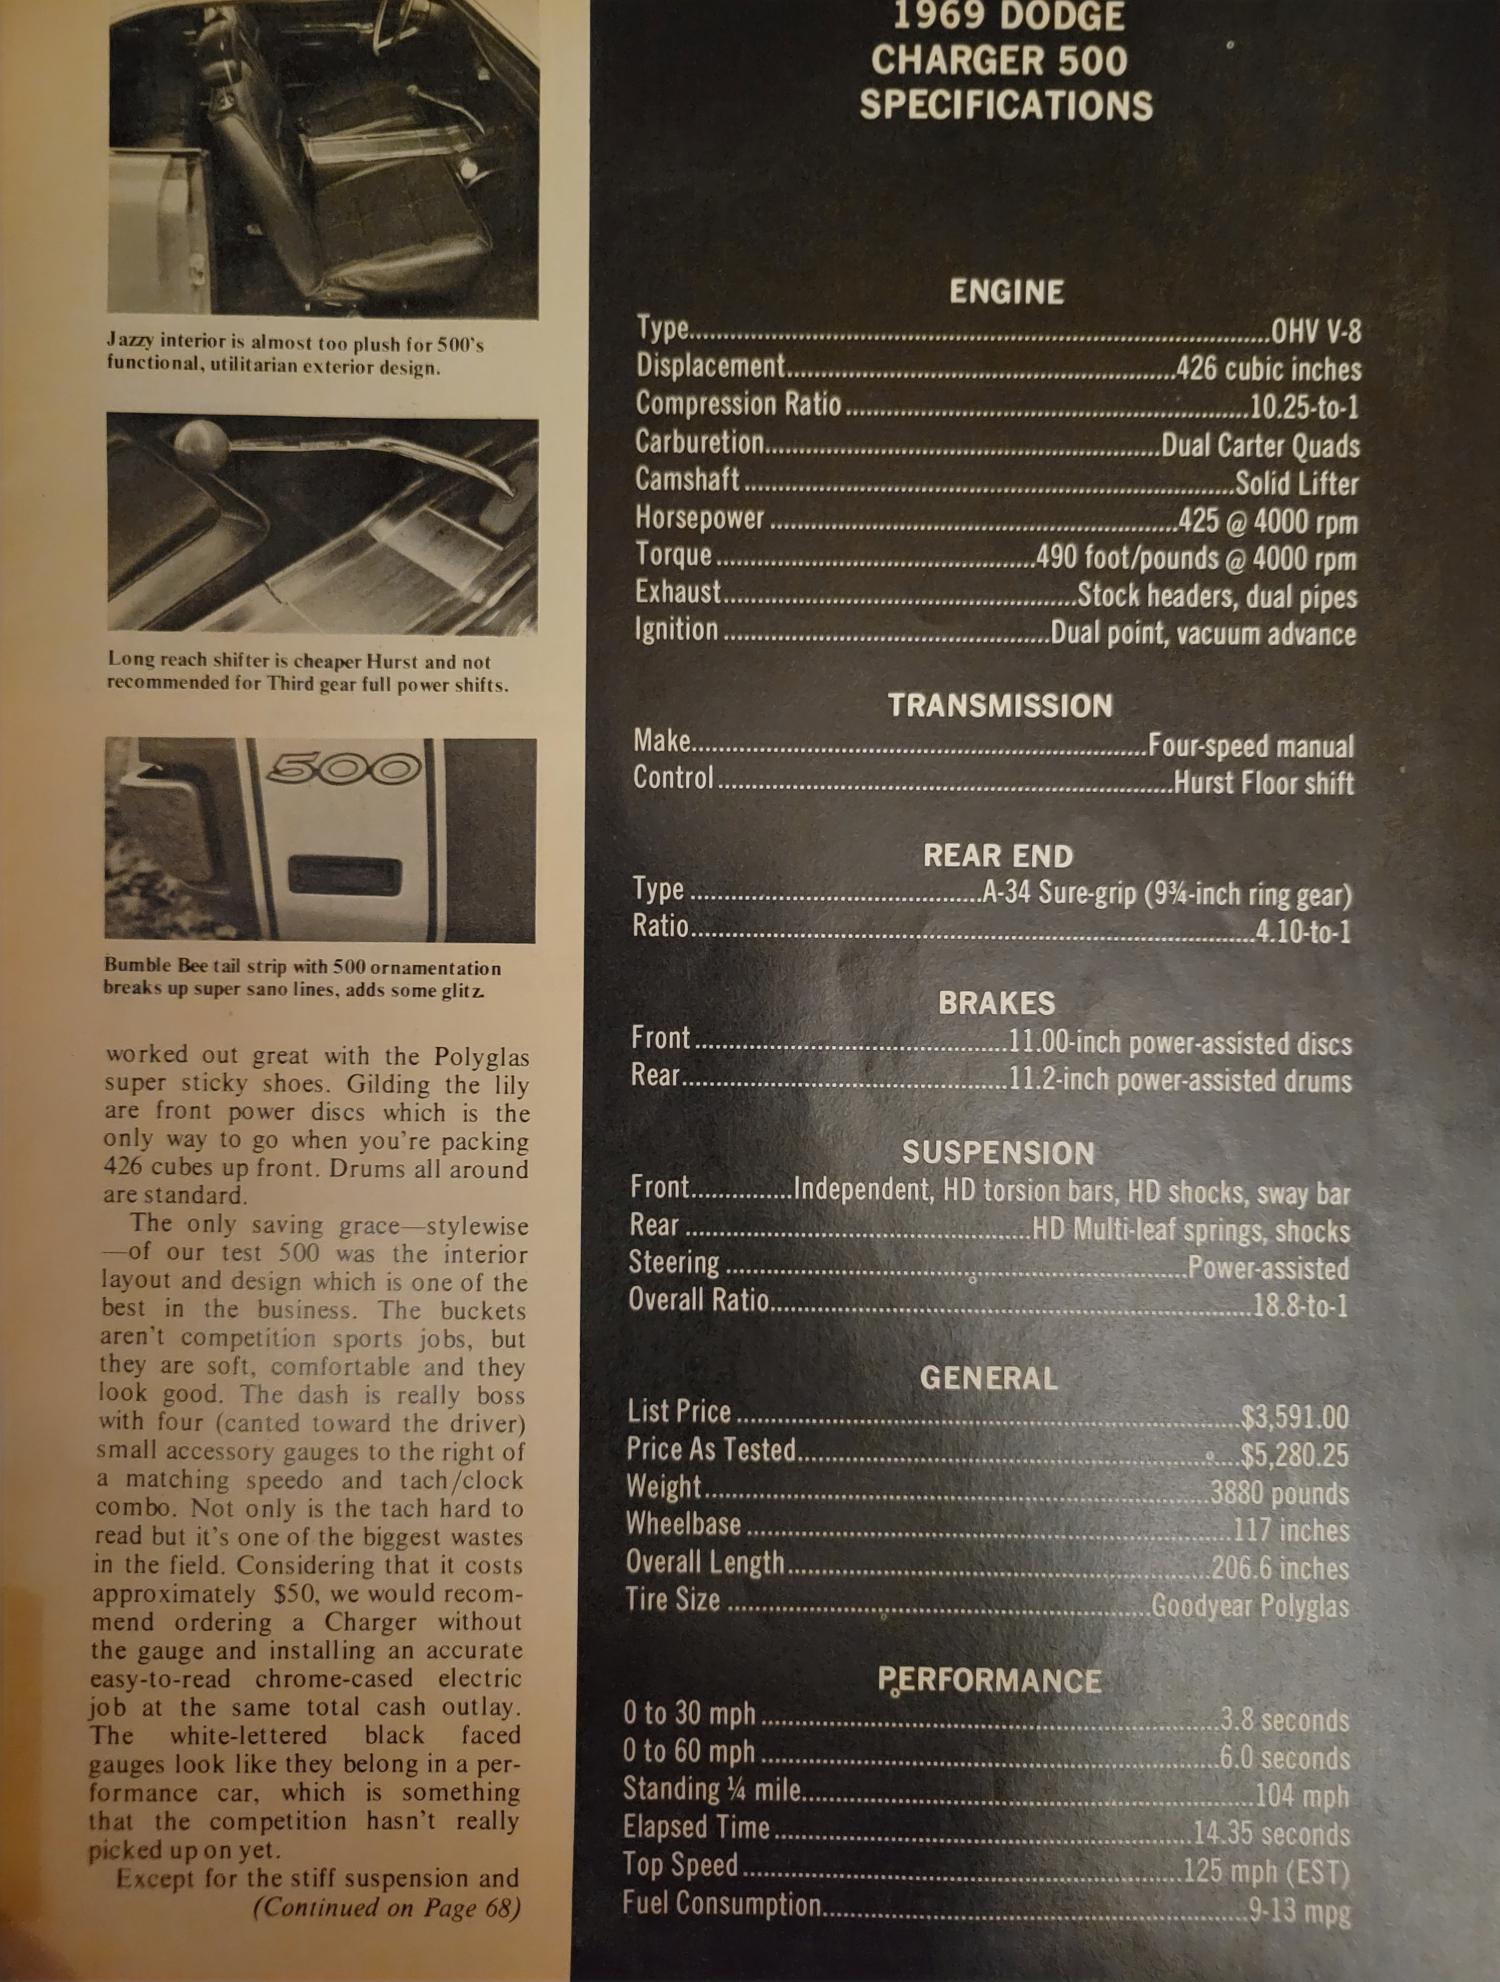 Jazzy interior is almost too plush for 500's
functional, utilitarian exterior design.
Long reach shifter is cheaper Hurst and not
recommended for Third gear full power shifts.
500
Bumble Bee tail strip with 500 ornamentation
breaks up super sano lines, adds some glitz.
worked out great with the Polyglas
super sticky shoes. Gilding the lily
are front power discs which is the
only way to go when you're packing
426 cubes up front. Drums all around
are standard.
The only saving grace—stylewise
—of our test 500 was the interior
layout and design which is one of the
best in the business. The buckets
aren't competition sports jobs, but
they are soft, comfortable and they
look good. The dash is really boss
with four (canted toward the driver)
small accessory gauges to the right of
a matching speedo and tach/clock
combo. Not only is the tach hard to
read but it's one of the biggest wastes
in the field. Considering that it costs
approximately $50, we would recom-
mend ordering a Charger without
the gauge and installing an accurate
easy-to-read chrome-cased electric
job at the same total cash outlay.
The white-lettered black faced
gauges look like they belong in a per-
formance car, which is something
that the competition hasn't really
picked up on yet.
Except for the stiff suspension and
(Continued on Page 68)
1969 DODGE
CHARGER 500
SPECIFICATIONS
ENGINE
Type....................OHV V-8
Displacement....................426 cubic inches
Compression Ratio....................10.25-to-1
Carburetion....................Dual Carter Quads
Camshaft....................Solid Lifter
Horsepower....................425 @ 4000 rpm
Torque....................490 foot/pounds @ 4000 rpm
Exhaust....................Stock headers, dual pipes
Ignition....................Dual point, vacuum advance
TRANSMISSION
Make....................Four-speed manual
Control....................Hurst Floor shift
REAR END
Type....................A-34 Sure-grip (9¾-inch ring gear)
Ratio....................4.10-to-1
BRAKES
Front....................11.00-inch power-assisted discs
Rear....................11.2-inch power-assisted drums
SUSPENSION
Front....................Independent, HD torsion bars, HD shocks, sway bar
Rear....................HD Multi-leaf springs, shocks
Steering....................Power-assisted
Overall Ratio....................18.8-to-1
GENERAL
List Price....................$3,591.00
Price As Tested....................$5,280.25
Weight....................3880 pounds
Wheelbase....................117 inches
Overall Length....................206.6 inches
Tire Size....................Goodyear Polyglas
PERFORMANCE
0 to 30 mph....................3.8 seconds
0 to 60 mph....................6.0 seconds
Standing ¼ mile....................104 mph
Elapsed Time....................14.35 seconds
Top Speed....................125 mph (EST)
Fuel Consumption....................9-13 mpg